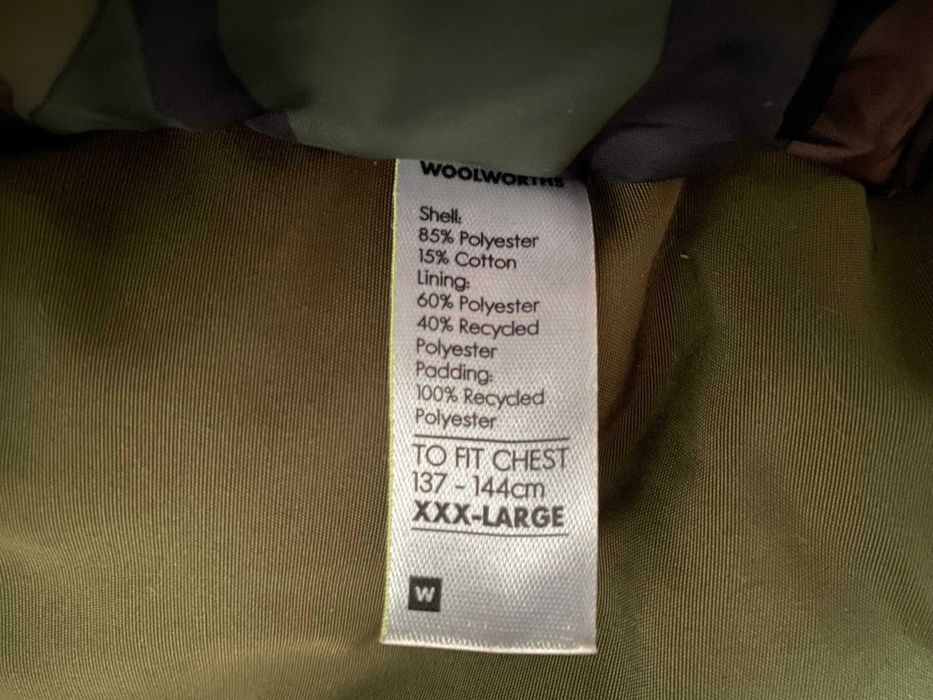 WOOLWORTHS
Shell:
85% Polyester
15% Cotton
Lining:
60% Polyester
40% Recycled
Polyester
Padding:
100% Recycled
Polyester
TO FIT CHEST
137 - 144cm
XXX-LARGE
W